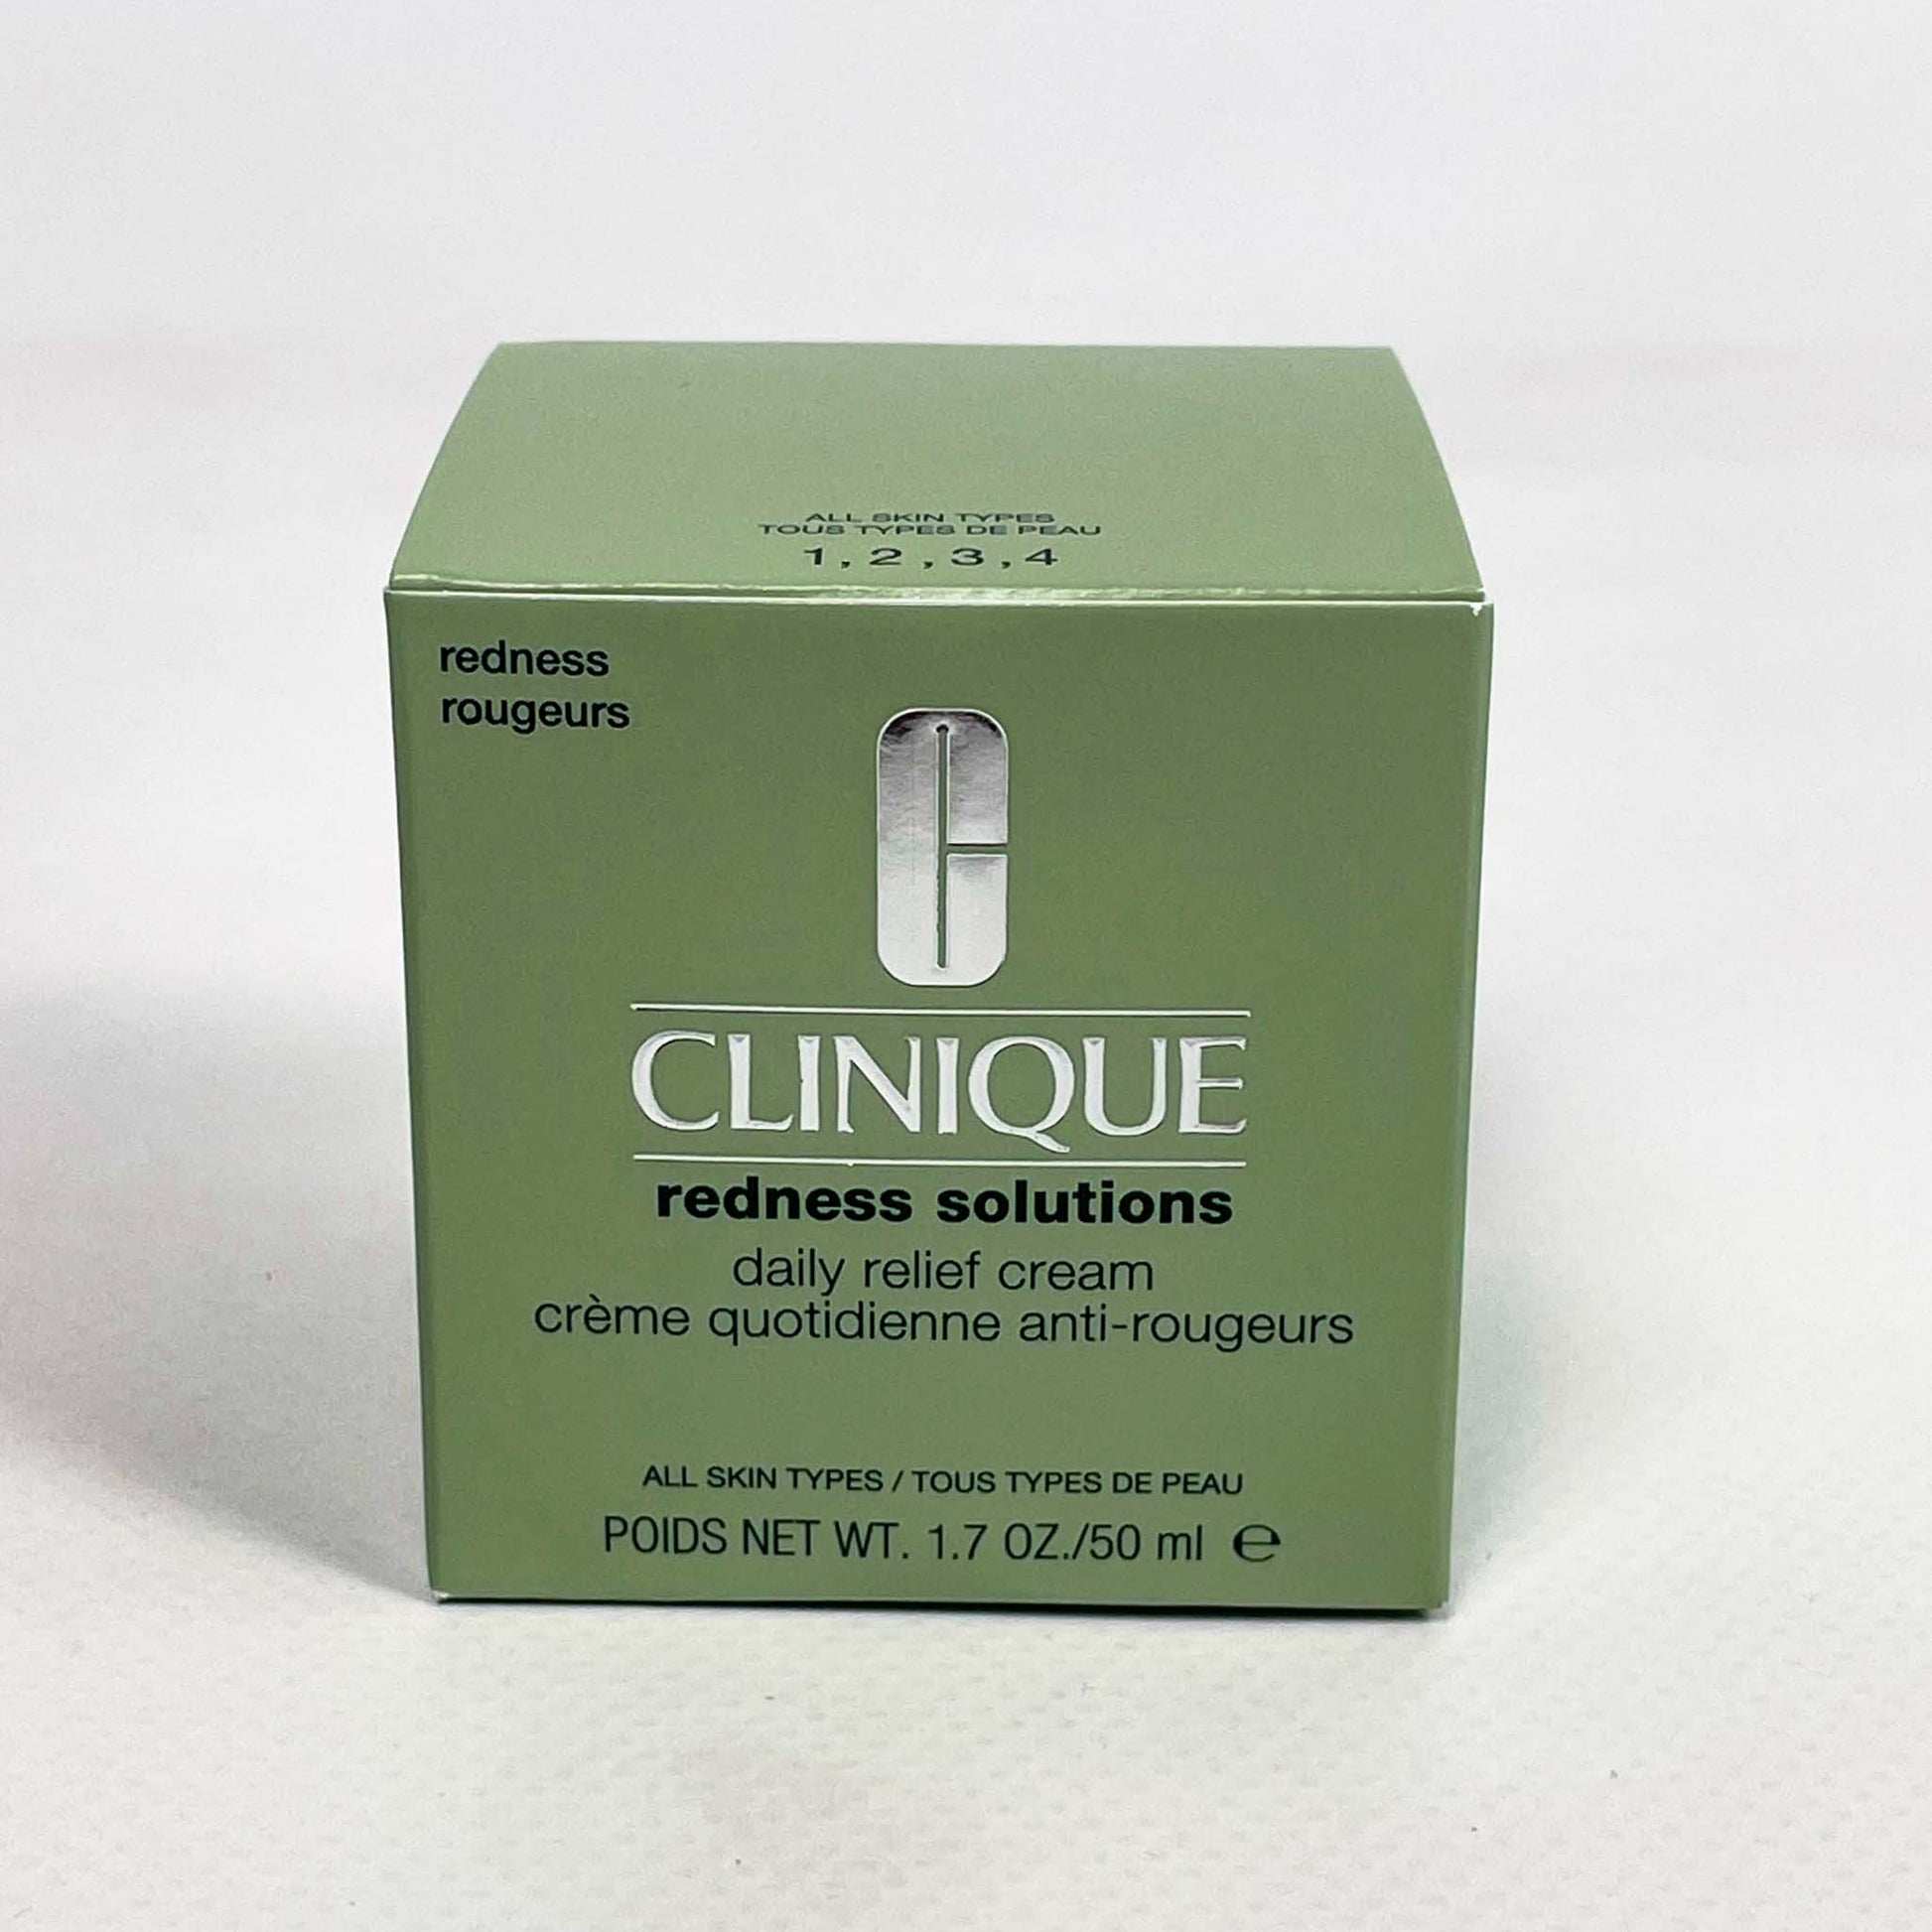 ALL SKIN TYPES
TOUS TYPES DE PEAU
1, 2, 3, 4
redness
rougeurs
CLINIQUE
redness solutions
daily relief cream
crème quotidienne anti-rougeurs
ALL SKIN TYPES / TOUS TYPES DE PEAU
POIDS NET WT. 1.7 OZ./50 ml ℮